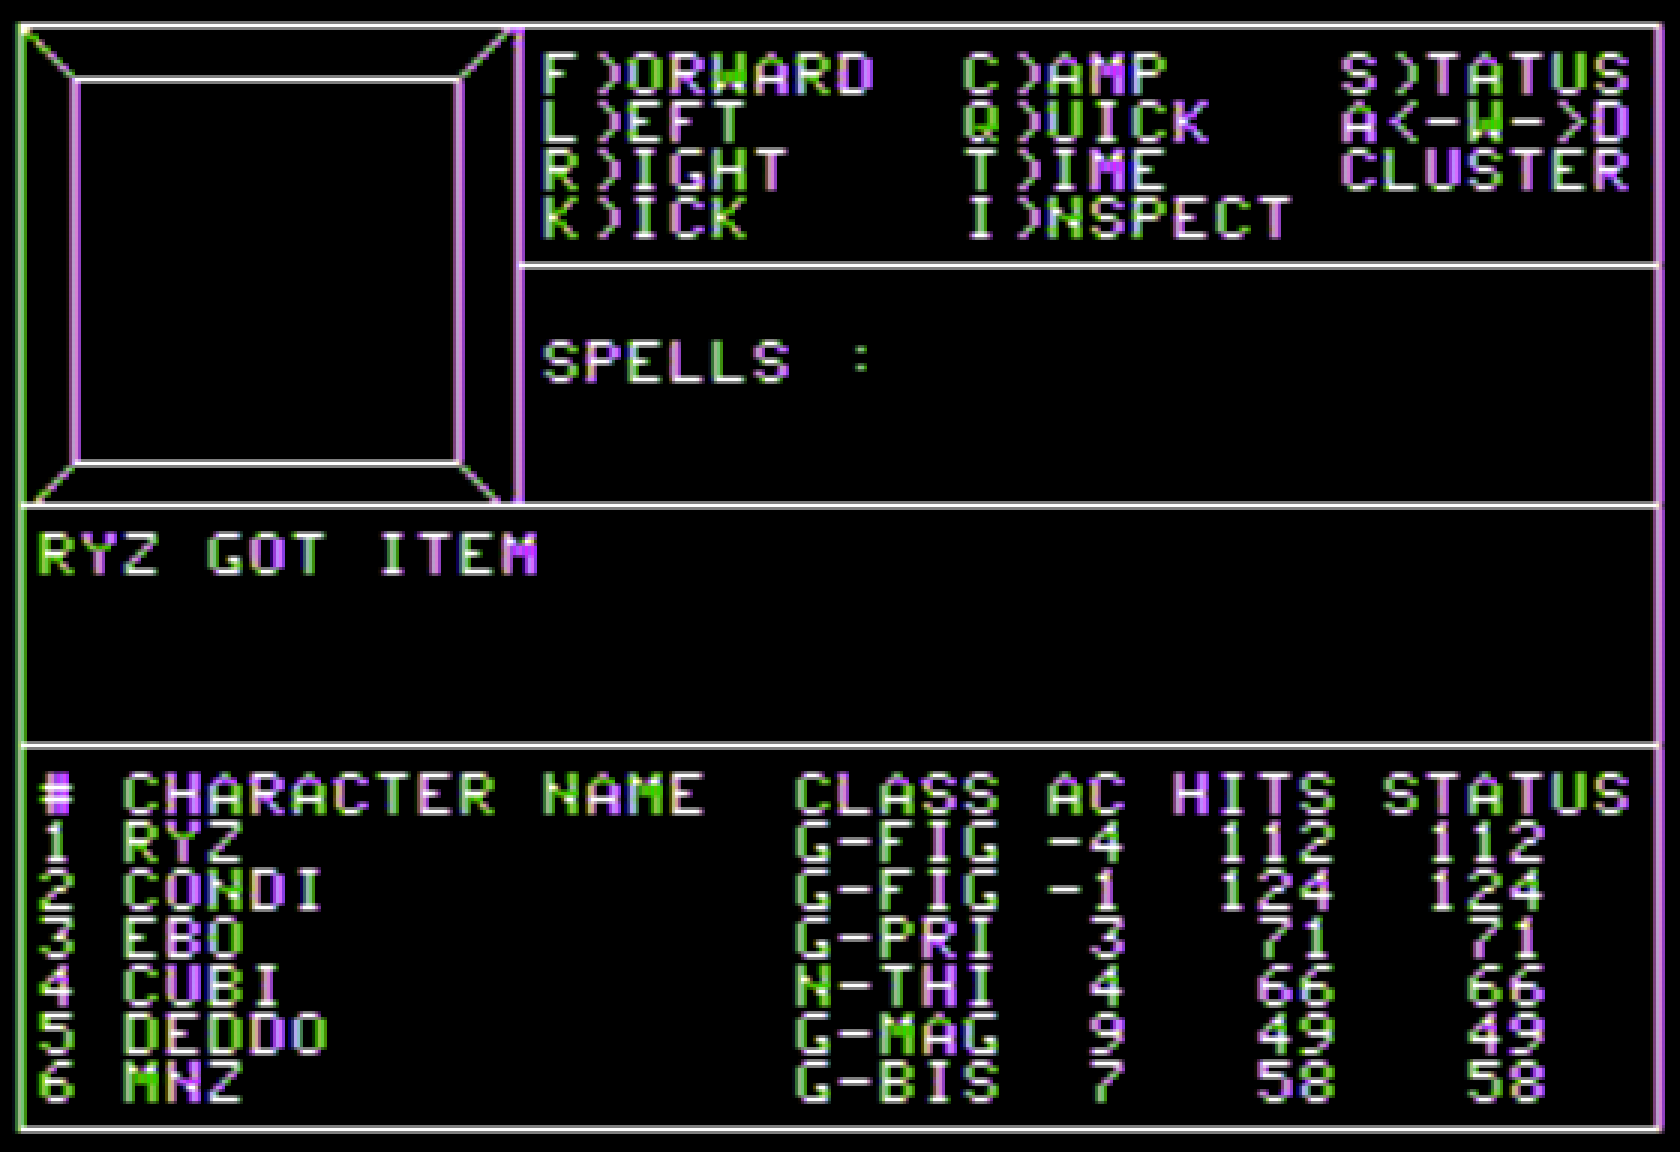 F)ORWARD C)AMP S)TATUS
L)EFT Q)UICK A<-W->D
R)IGHT T)IME CLUSTER
K)ICK I)NSPECT
SPELLS :
RYZ GOT ITEM
# CHARACTER NAME CLASS AC HITS STATUS
1 RYZ G-FIG -4 112 112
2 CONDI G-FIG -1 124 124
3 EBO G-PRI 3 71 71
4 CUBI N-THI 4 66 66
5 DEDDO G-MAG 9 49 49
6 MNZ G-BIS 7 58 58